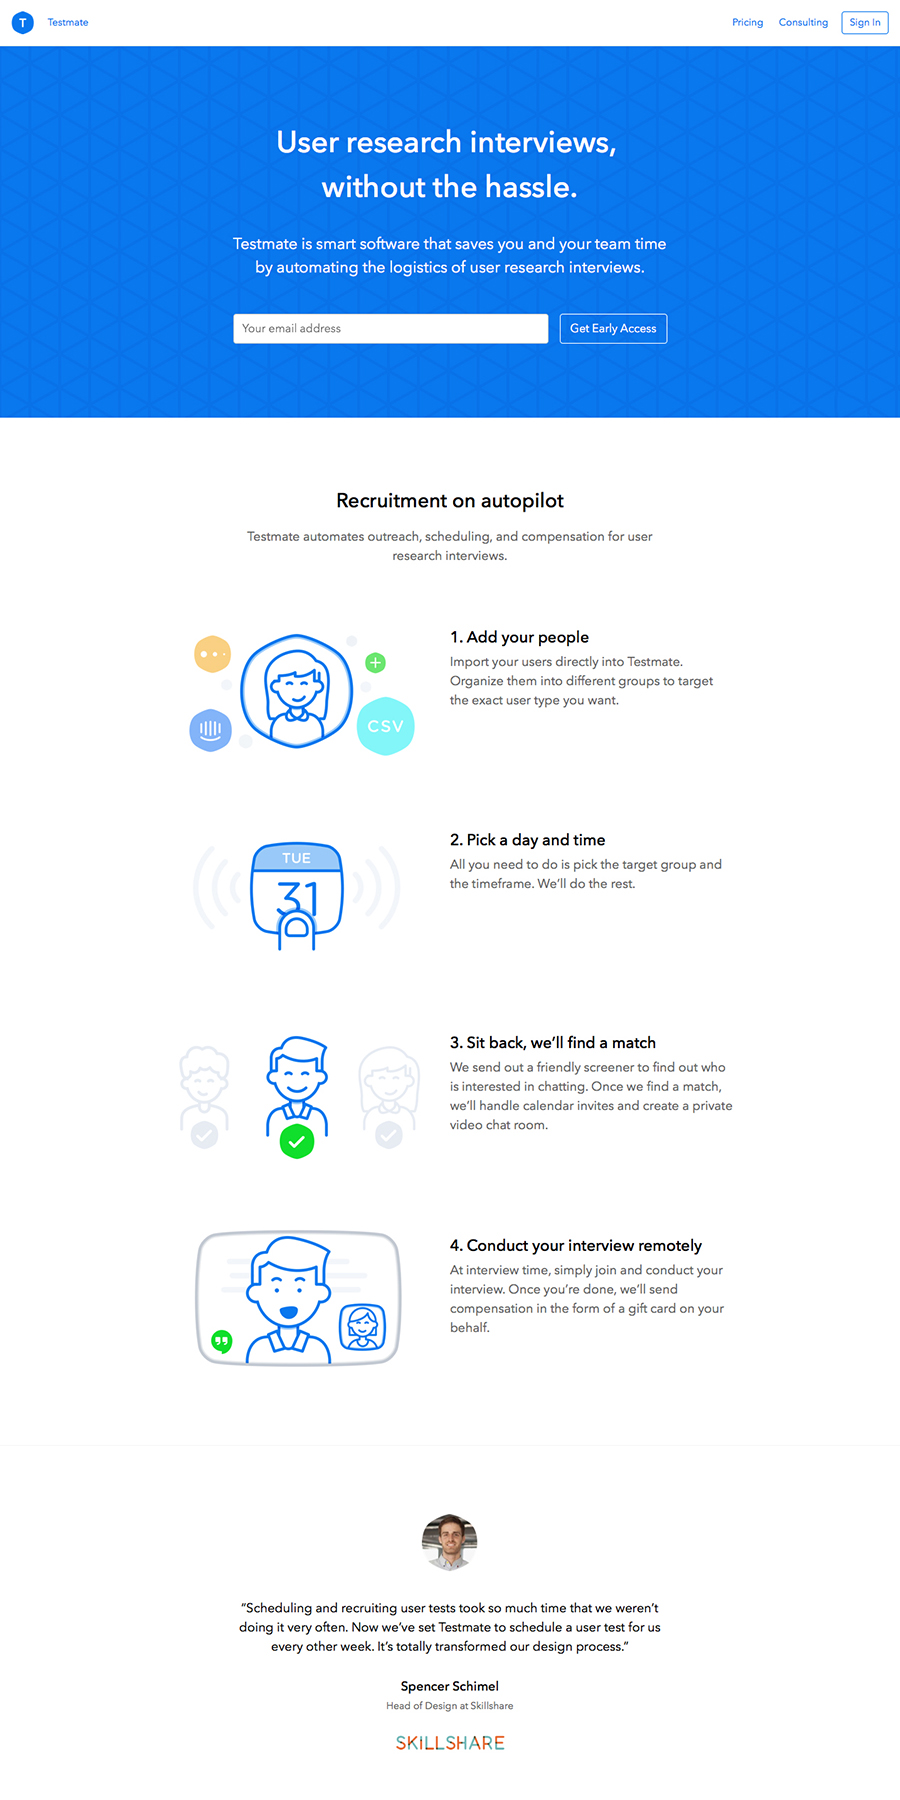 T Testmate Pricing Consulting Sign In
User research interviews,
without the hassle.
Testmate is smart software that saves you and your team time
by automating the logistics of user research interviews.
Your email address Get Early Access
Recruitment on autopilot
Testmate automates outreach, scheduling, and compensation for user
research interviews.
CSV
1. Add your people
Import your users directly into Testmate.
Organize them into different groups to target
the exact user type you want.
TUE
31
2. Pick a day and time
All you need to do is pick the target group and
the timeframe. We’ll do the rest.
3. Sit back, we’ll find a match
We send out a friendly screener to find out who
is interested in chatting. Once we find a match,
we’ll handle calendar invites and create a private
video chat room.
4. Conduct your interview remotely
At interview time, simply join and conduct your
interview. Once you’re done, we’ll send
compensation in the form of a gift card on your
behalf.
“Scheduling and recruiting user tests took so much time that we weren’t
doing it very often. Now we’ve set Testmate to schedule a user test for us
every other week. It’s totally transformed our design process.”
Spencer Schimel
Head of Design at Skillshare
SKILLSHARE